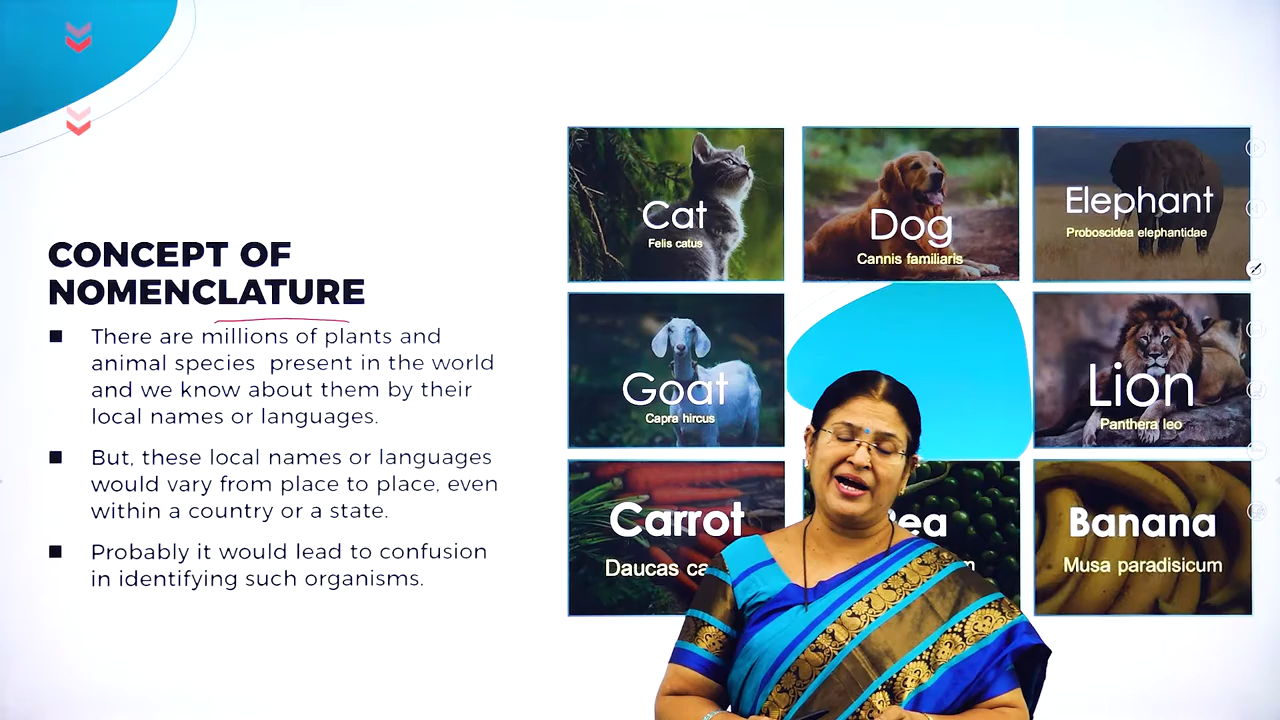 CONCEPT OF
NOMENCLATURE
There are millions of plants and
animal species present in the world
and we know about them by their
local names or languages.
But, these local names or languages
would vary from place to place, even
within a country or a state.
Probably it would lead to confusion
in identifying such organisms.
Cat
Felis catus
Dog
Cannis familiaris
Elephant
Proboscidea elephantidae
Goat
Capra hircus
Lion
Panthera leo
Carrot
Daucas ca
ea
Banana
Musa paradisicum